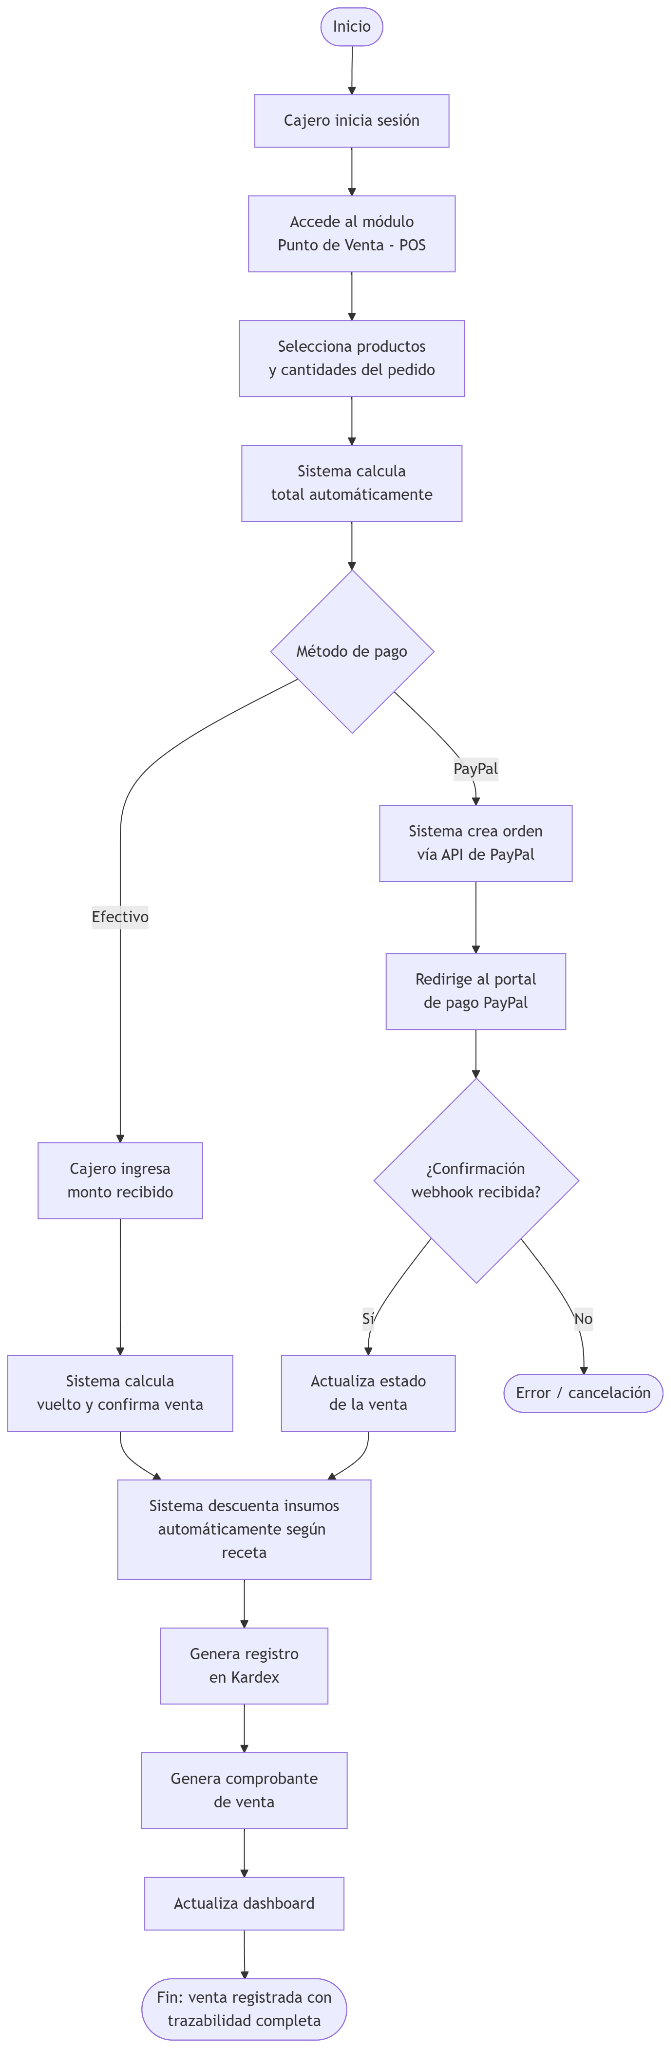 Inicio
Cajero inicia sesión
Accede al módulo
Punto de Venta - POS
Selecciona productos
y cantidades del pedido
Sistema calcula
total automáticamente
Método de pago
PayPal
Sistema crea orden
vía API de PayPal
Efectivo
Redirige al portal
de pago PayPal
Cajero ingresa
monto recibido
¿Confirmación
webhook recibida?
Sí
No
Sistema calcula
vuelto y confirma venta
Actualiza estado
de la venta
Error / cancelación
Sistema descuenta insumos
automáticamente según
receta
Genera registro
en Kardex
Genera comprobante
de venta
Actualiza dashboard
Fin: venta registrada con
trazabilidad completa